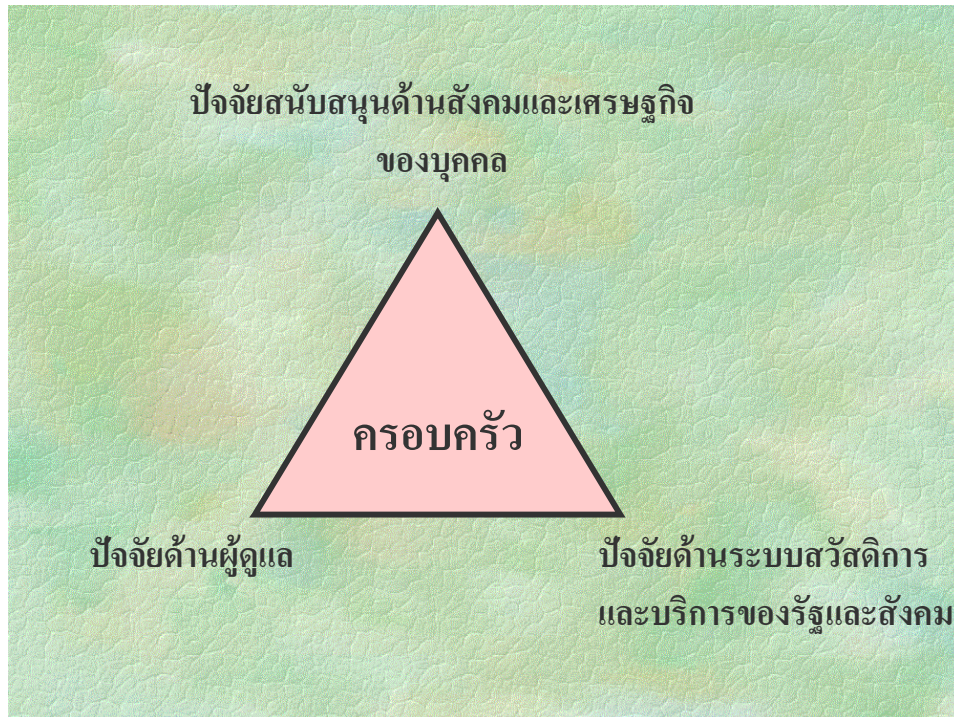 ปัจจัยสนับสนุนด้านสังคมและเศรษฐกิจ
ของบุคคล
ครอบครัว
ปัจจัยด้านผู้ดูแล
ปัจจัยด้านระบบสวัสดิการ
และบริการของรัฐและสังคม